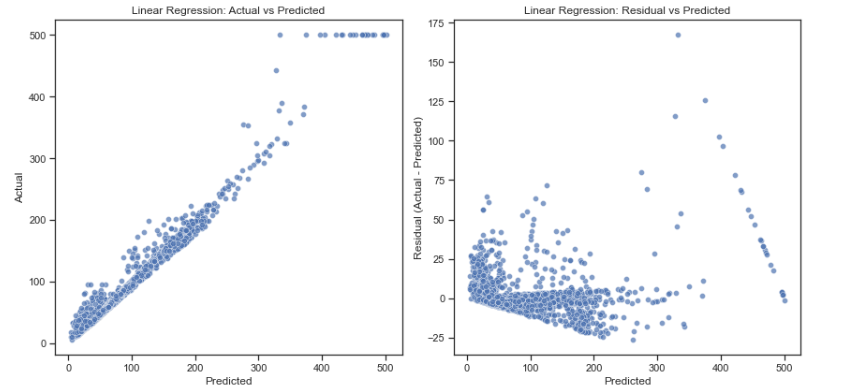 Linear Regression: Actual vs Predicted
500
400
300
200
100
0
Actual
0 100 200 300 400 500
Predicted
Linear Regression: Residual vs Predicted
175
150
125
100
75
50
25
0
−25
Residual (Actual - Predicted)
0 100 200 300 400 500
Predicted